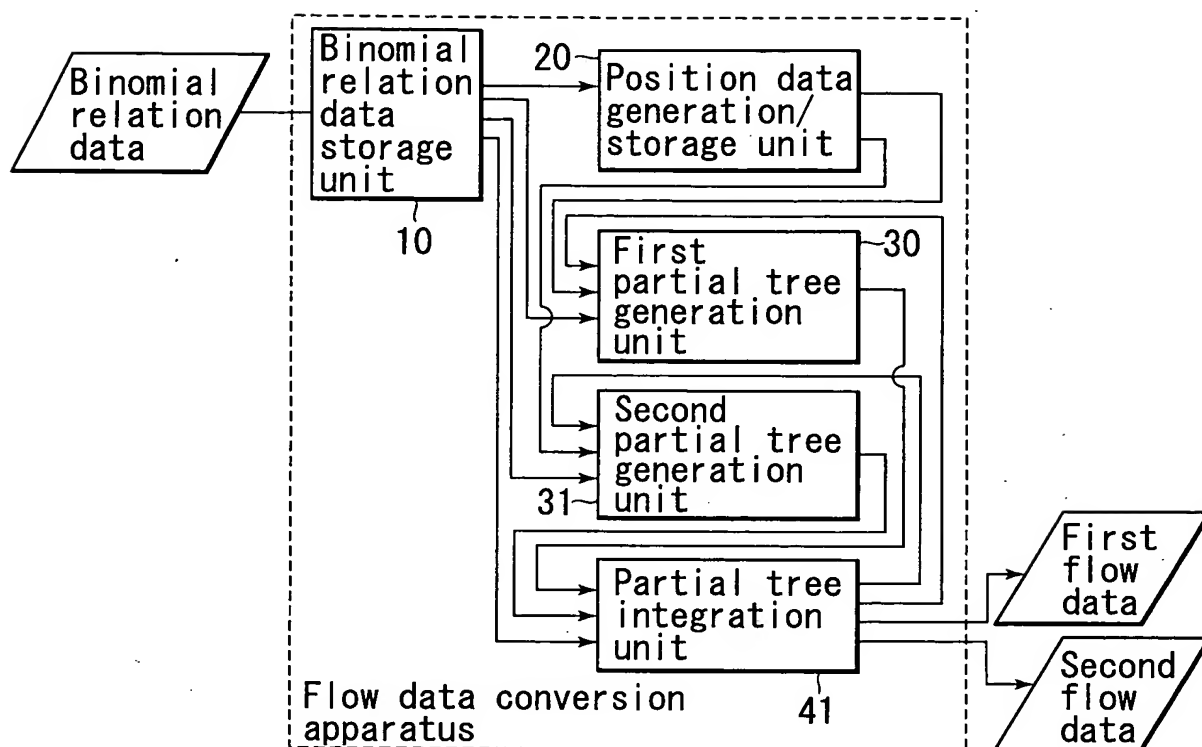 Binomial
relation
data
Binomial
relation
data
storage
unit
10
20
Position data
generation/
storage unit
First
partial tree
generation
unit
30
Second
partial tree
generation
unit
31
Partial tree
integration
unit
41
First
flow
data
Second
flow
data
Flow data conversion
apparatus